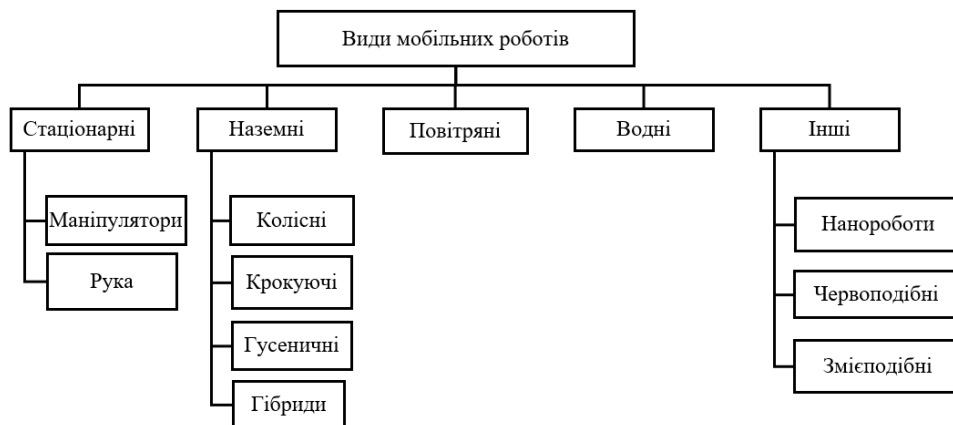 Види мобільних роботів
Стаціонарні
Наземні
Повітряні
Водні
Інші
Маніпулятори
Рука
Колісні
Крокуючі
Гусеничні
Гібриди
Нанороботи
Червоподібні
Змієподібні